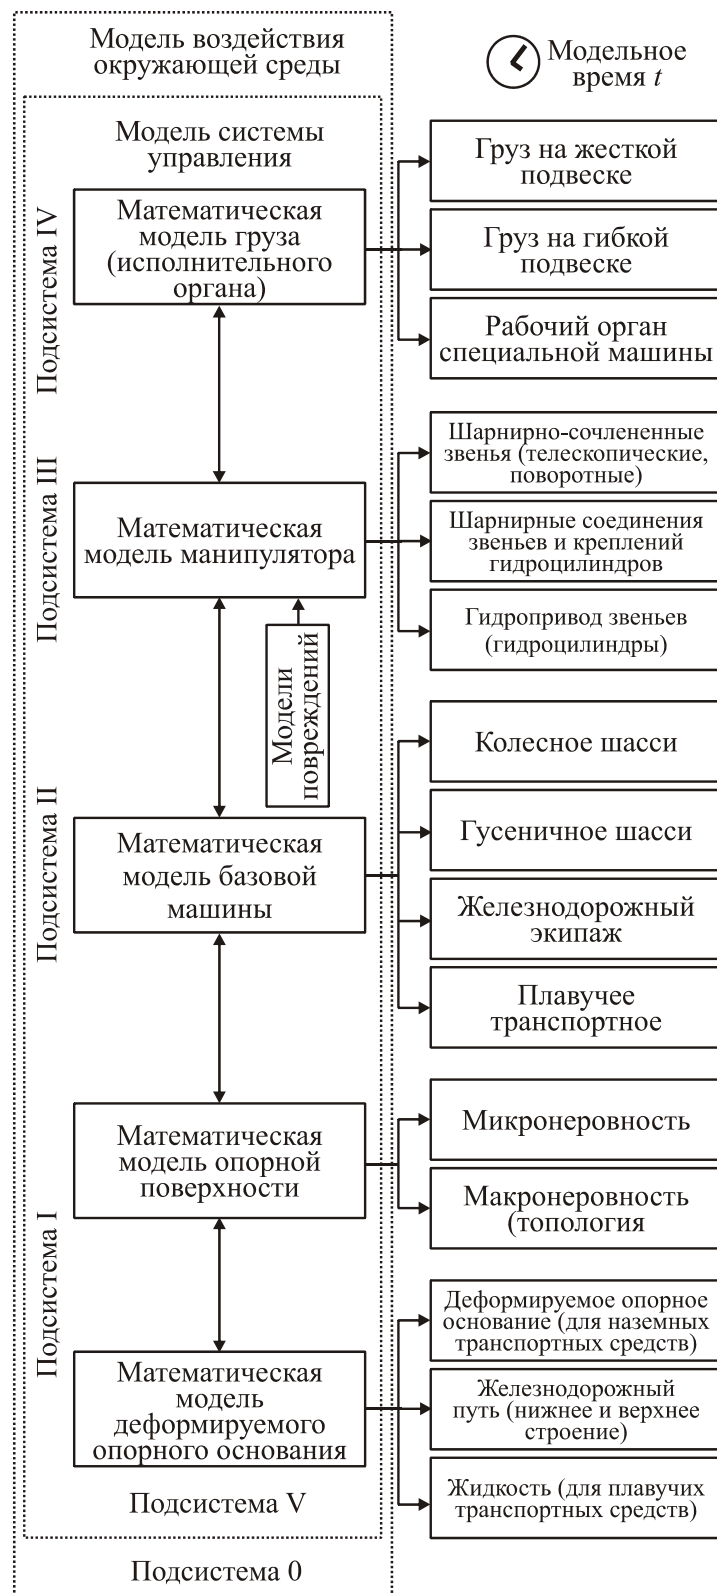 Модель воздействия
окружающей среды
Модельное
время t
Модель системы
управления
Подсистема IV
Математическая
модель груза
(исполнительного
органа)
Груз на жесткой
подвеске
Груз на гибкой
подвеске
Рабочий орган
специальной машины
Подсистема III
Математическая
модель манипулятора
Шарнирно-сочлененные
звенья (телескопические,
поворотные)
Шарнирные соединения
звеньев и креплений
гидроцилиндров
Гидропривод звеньев
(гидроцилиндры)
Модели
повреждений
Подсистема II
Математическая
модель базовой
машины
Колесное шасси
Гусеничное шасси
Железнодорожный
экипаж
Плавучее
транспортное
Подсистема I
Математическая
модель опорной
поверхности
Микронеровность
Макронеровность
(топология
Математическая
модель
деформируемого
опорного основания
Деформируемое опорное
основание (для наземных
транспортных средств)
Железнодорожный
путь (нижнее и верхнее
строение)
Жидкость (для плавучих
транспортных средств)
Подсистема V
Подсистема 0